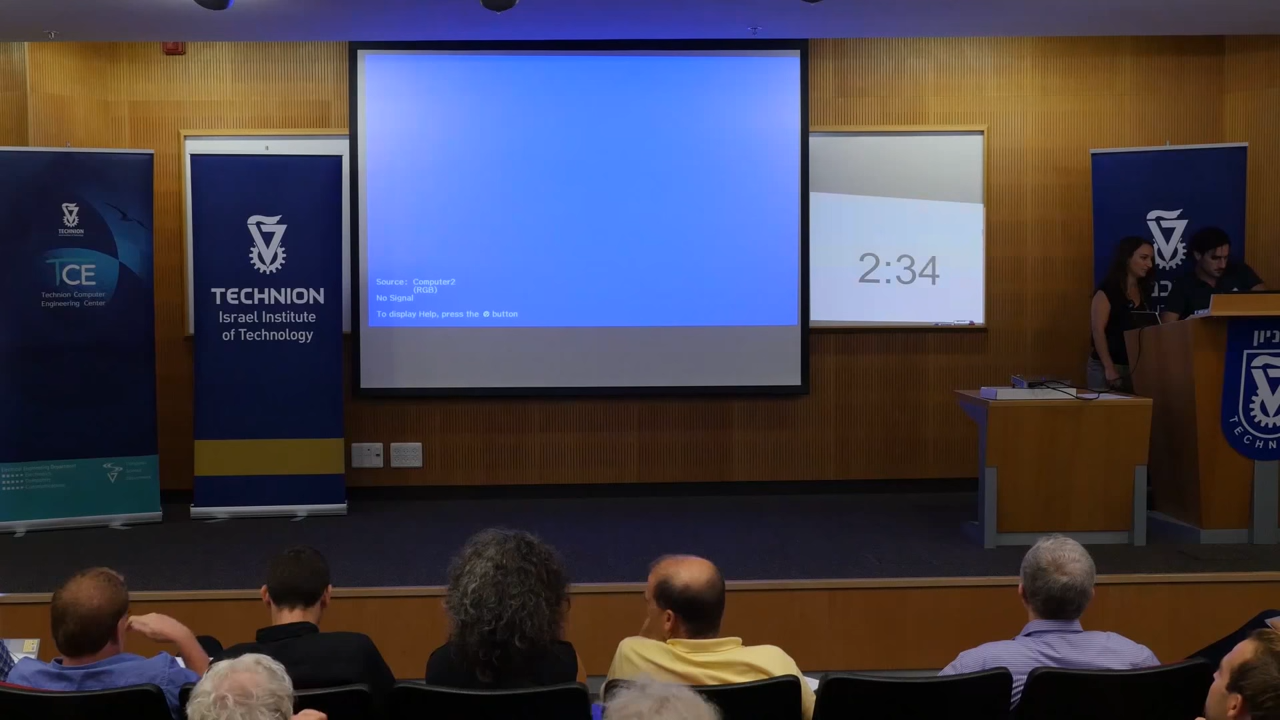 TECHNION
TCE
Technion Computer
Engineering Center
TECHNION
Israel Institute
of Technology
Source: Computer2
(RGB)
No Signal
To display Help, press the button
2:34